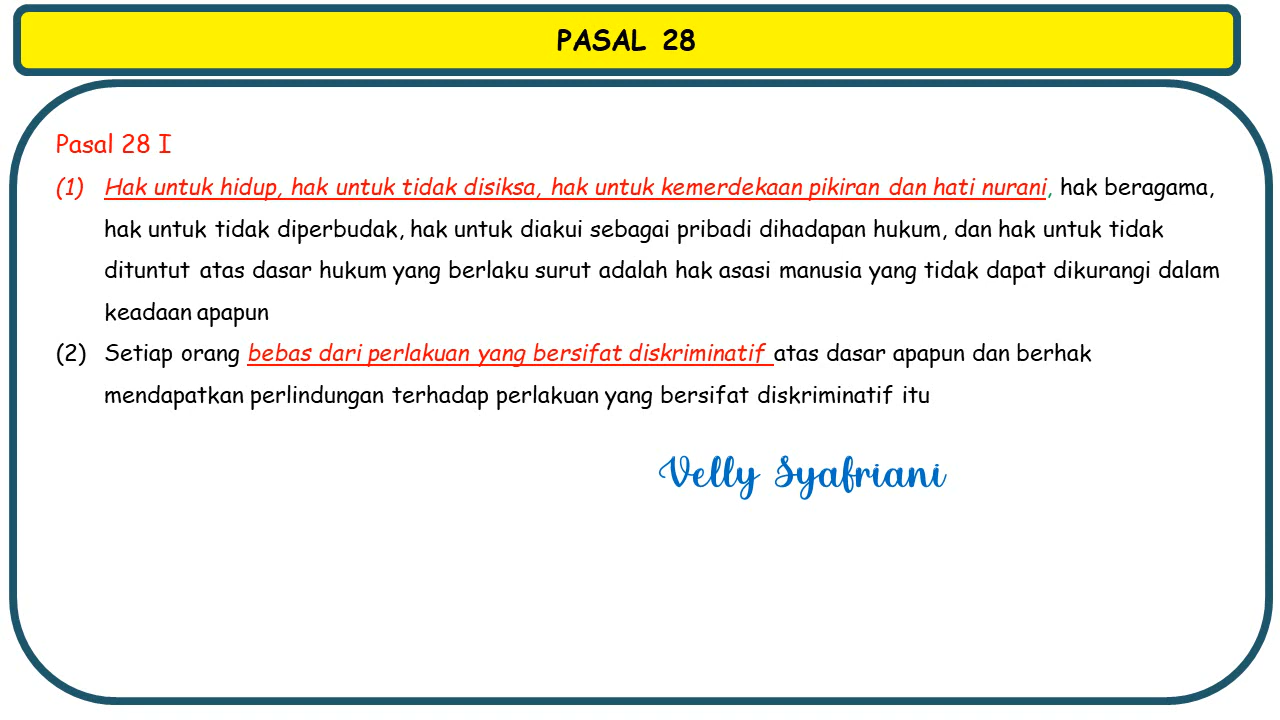 PASAL 28
Pasal 28 I
(1) Hak untuk hidup, hak untuk tidak disiksa, hak untuk kemerdekaan pikiran dan hati nurani, hak beragama,
hak untuk tidak diperbudak, hak untuk diakui sebagai pribadi dihadapan hukum, dan hak untuk tidak
dituntut atas dasar hukum yang berlaku surut adalah hak asasi manusia yang tidak dapat dikurangi dalam
keadaan apapun
(2) Setiap orang bebas dari perlakuan yang bersifat diskriminatif atas dasar apapun dan berhak
mendapatkan perlindungan terhadap perlakuan yang bersifat diskriminatif itu
Velly Syafriani